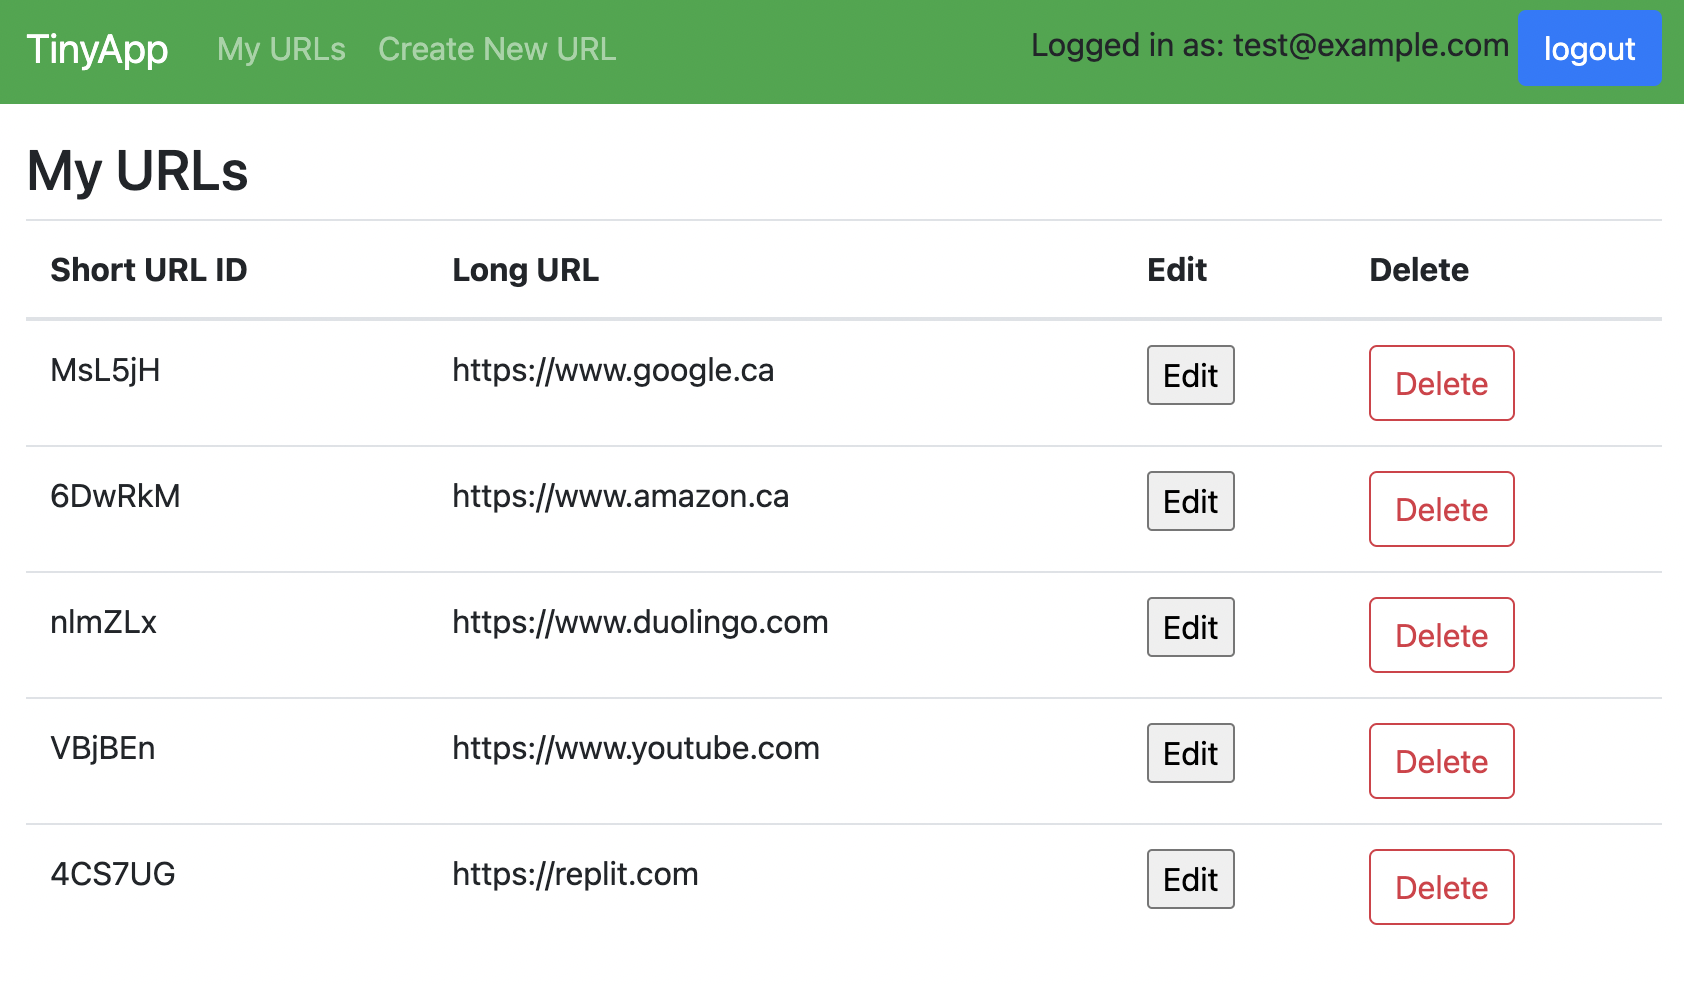 TinyApp My URLs Create New URL Logged in as: test@example.com logout
My URLs
Short URL ID Long URL Edit Delete
MsL5jH https://www.google.ca Edit Delete
6DwRkM https://www.amazon.ca Edit Delete
nlmZLx https://www.duolingo.com Edit Delete
VBjBEn https://www.youtube.com Edit Delete
4CS7UG https://replit.com Edit Delete